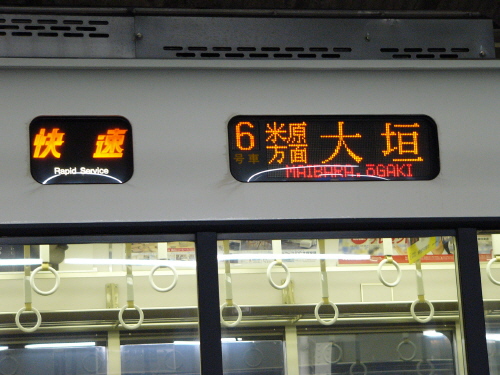 快速
Rapid Service
6号車
米原方面
大垣
MAIBARA, ŌGAKI